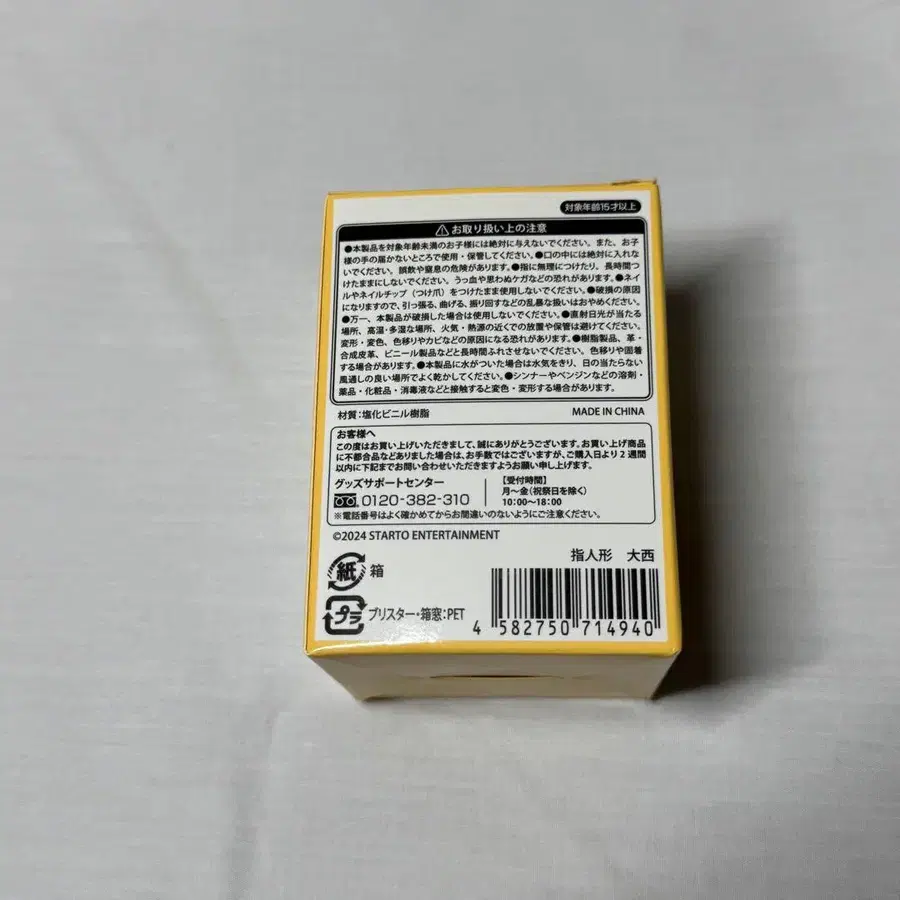 対象年齢15才以上
お取り扱い上の注意
●本製品を対象年齢未満のお子様には絶対に与えないでください。また、お子
様の手の届かないところで使用・保管してください。●口の中には絶対に入れな
いでください。誤飲や窒息の危険があります。●指に無理につけたり、長時間つ
けたままにしないでください。うっ血や思わぬケガなどの恐れがあります。●ネイ
ルやネイルチップ（つけ爪）をつけたまま使用しないでください。●破損の原因
になりますので、引っ張る、曲げる、振り回すなどの乱暴な扱いはおやめください。
●万一、本製品が破損した場合は使用しないでください。●直射日光が当たる
場所、高温・多湿な場所、火気・熱源の近くでの放置や保管は避けてください。
変形・変色、色移りやカビなどの原因になる恐れがあります。●樹脂製品、革・
合成皮革、ビニール製品などと長時間ふれさせないでください。色移りや固着
する場合があります。●本製品に水がついた場合は水気をきり、日の当たらない
風通しの良い場所でよく乾かしてください。●シンナーやベンジンなどの溶剤・
薬品・化粧品・消毒液などと接触すると変色・変形する場合があります。
材質：塩化ビニル樹脂 MADE IN CHINA
お客様へ
この度はお買い上げいただきまして、誠にありがとうございます。お買い上げ商品
に不都合品などありました場合は、お手数ではございますが、ご購入日より2週間
以内に下記までお問い合わせいただきますようお願い申し上げます。
グッズサポートセンター
0120-382-310
【受付時間】
月～金（祝祭日を除く）
10:00～18:00
※電話番号はよく確かめてからお間違いのないようにご注意ください。
©2024 STARTO ENTERTAINMENT
指人形 大西
紙 箱
プラ ブリスター・箱窓：PET
4 582750 714940